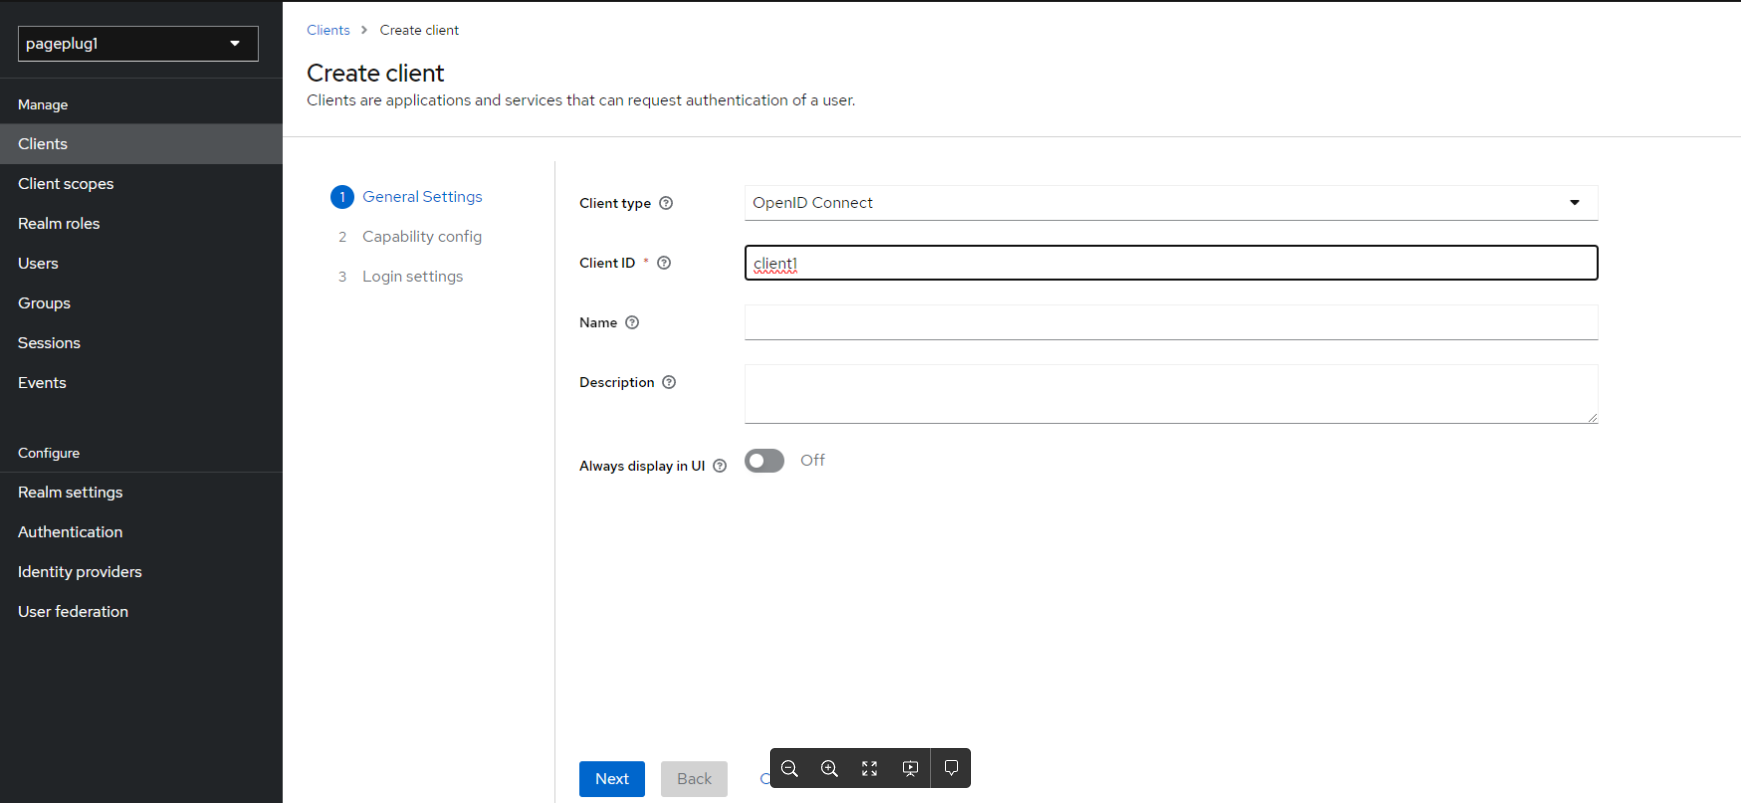 pageplug1
Manage
Clients
Client scopes
Realm roles
Users
Groups
Sessions
Events
Configure
Realm settings
Authentication
Identity providers
User federation
Clients > Create client
Create client
Clients are applications and services that can request authentication of a user.
1 General Settings
2 Capability config
3 Login settings
Client type OpenID Connect
Client ID * client1
Name
Description
Always display in UI Off
Next Back